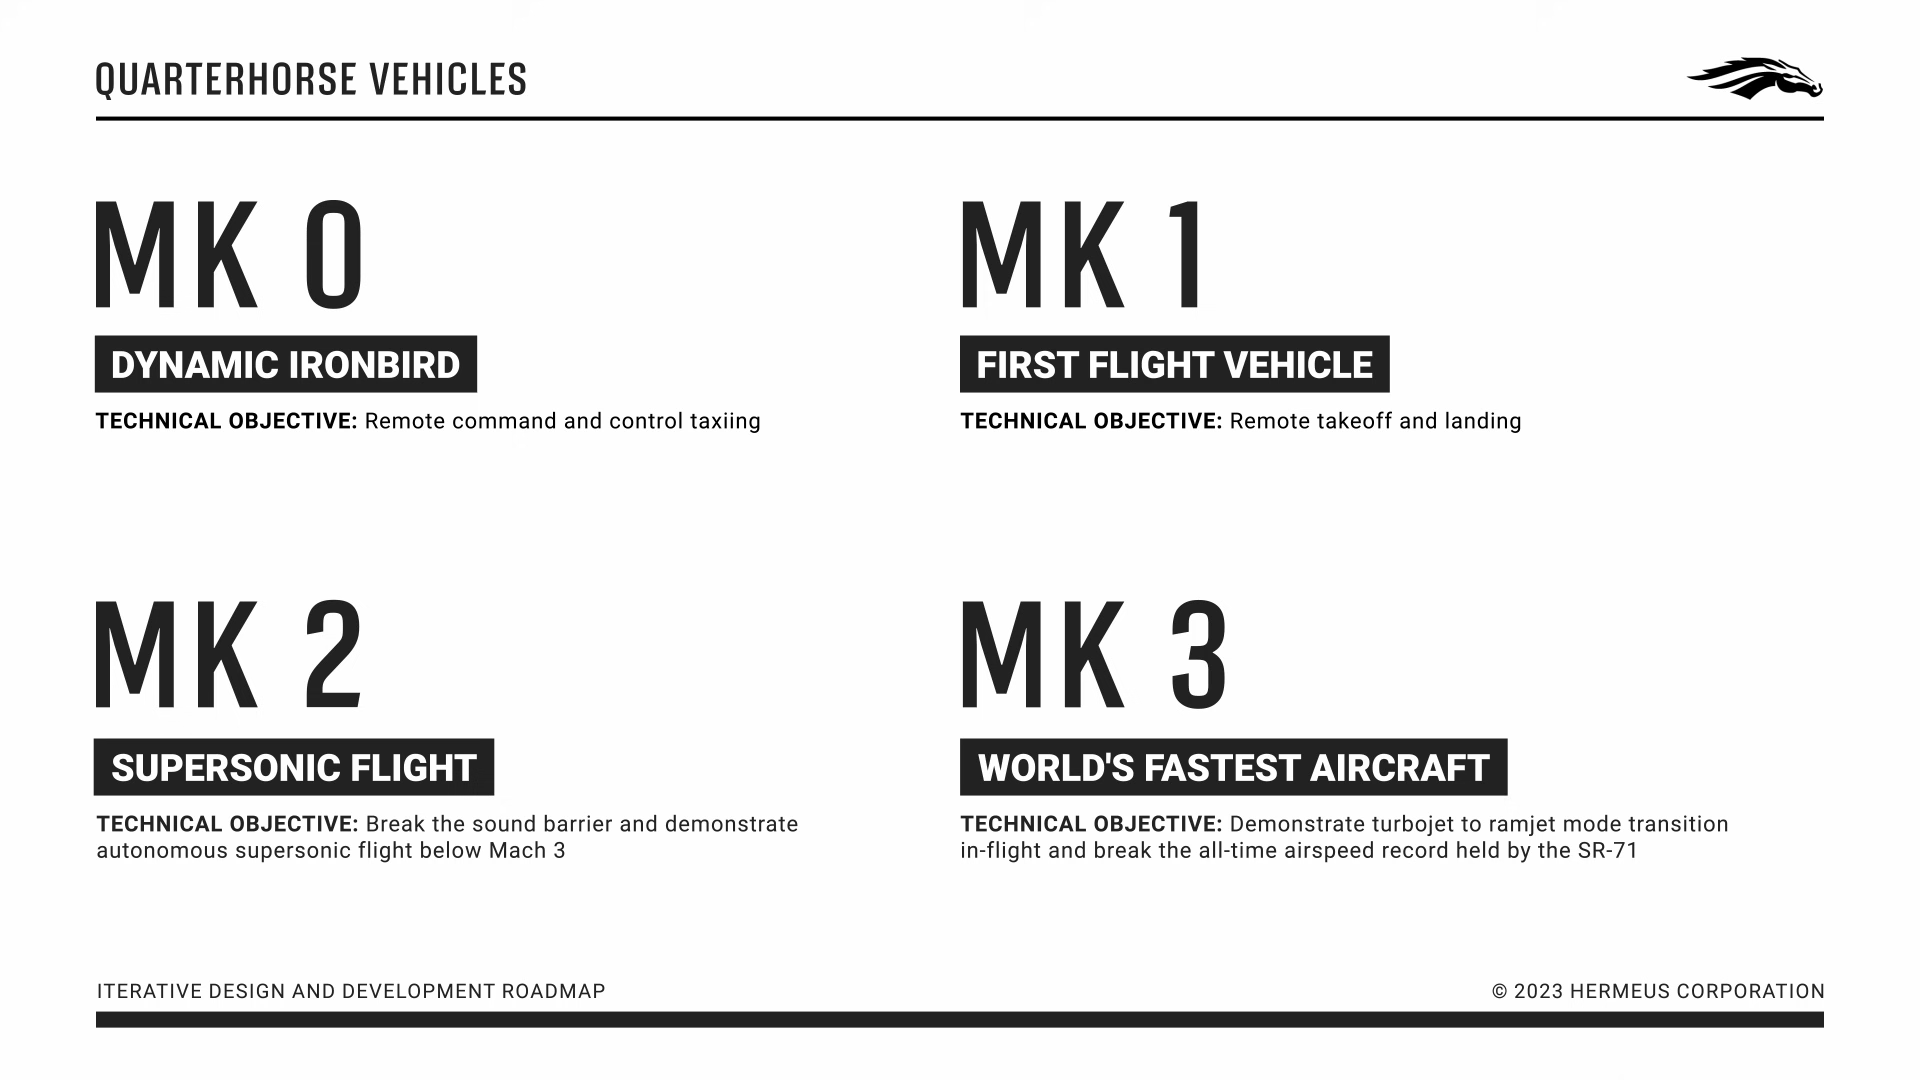 QUARTERHORSE VEHICLES
MK 0
DYNAMIC IRONBIRD
TECHNICAL OBJECTIVE: Remote command and control taxiing
MK 1
FIRST FLIGHT VEHICLE
TECHNICAL OBJECTIVE: Remote takeoff and landing
MK 2
SUPERSONIC FLIGHT
TECHNICAL OBJECTIVE: Break the sound barrier and demonstrate
autonomous supersonic flight below Mach 3
MK 3
WORLD'S FASTEST AIRCRAFT
TECHNICAL OBJECTIVE: Demonstrate turbojet to ramjet mode transition
in-flight and break the all-time airspeed record held by the SR-71
ITERATIVE DESIGN AND DEVELOPMENT ROADMAP
© 2023 HERMEUS CORPORATION